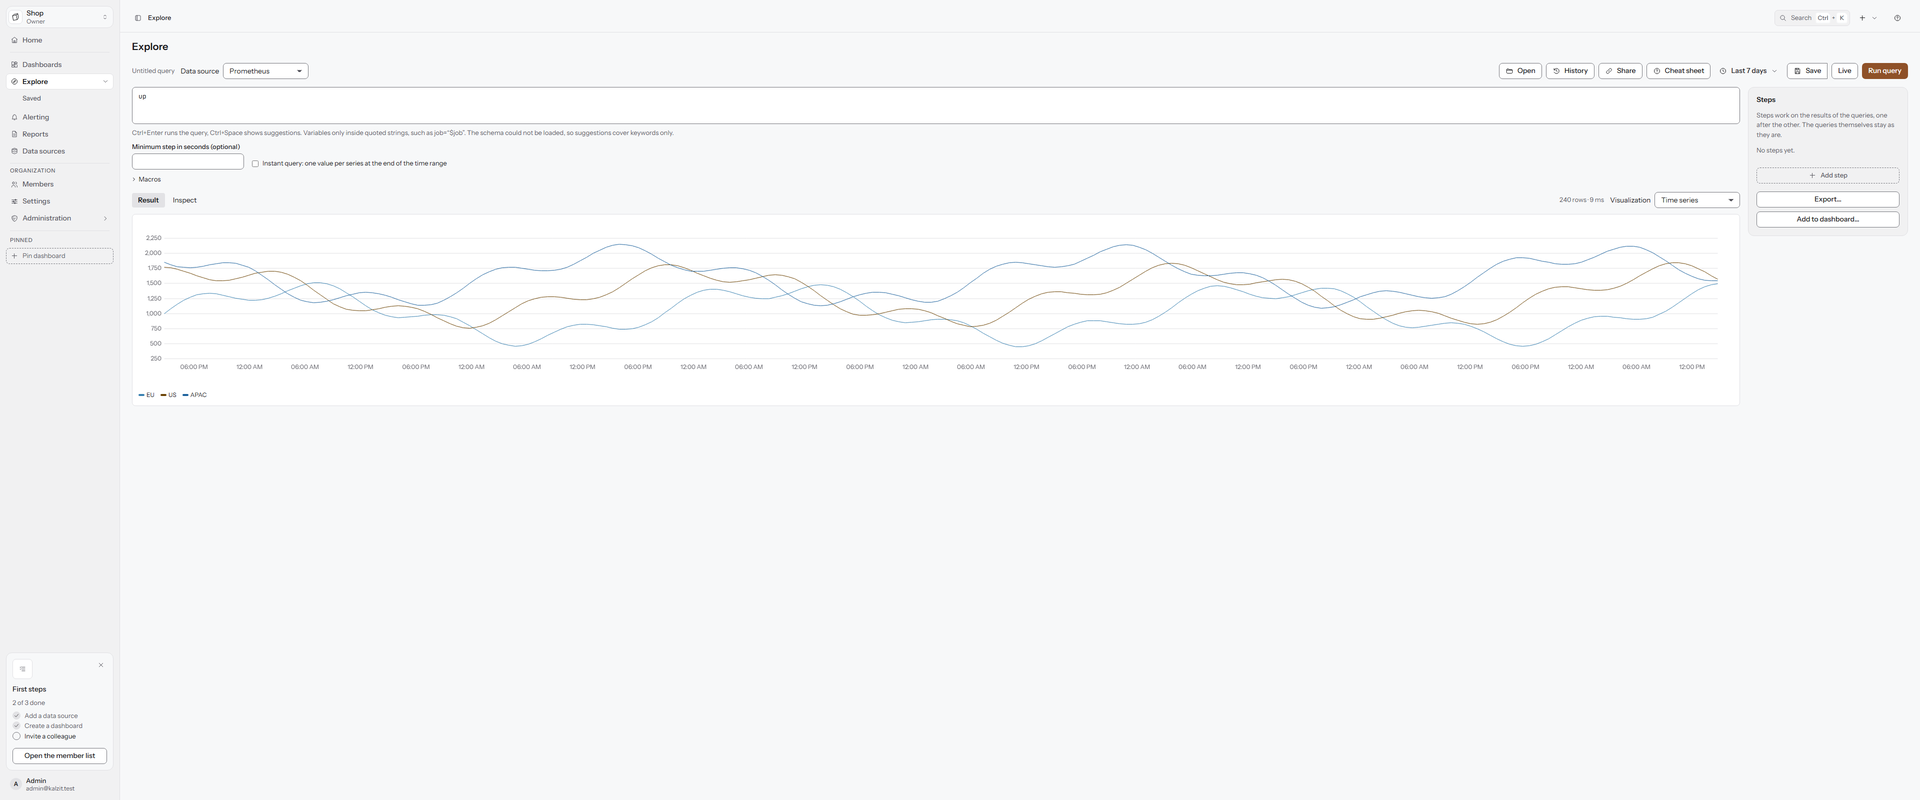 Shop
Owner
Home
Dashboards
Explore
Saved
Alerting
Reports
Data sources
ORGANIZATION
Members
Settings
Administration
PINNED
Pin dashboard
First steps
2 of 3 done
Add a data source
Create a dashboard
Invite a colleague
Open the member list
A
Admin
admin@kalzit.test
Explore
Search Ctrl + K
Explore
Untitled query Data source Prometheus
Open History Share Cheat sheet Last 7 days Save Live Run query
up
Ctrl+Enter runs the query, Ctrl+Space shows suggestions. Variables only inside quoted strings, such as job="$job". The schema could not be loaded, so suggestions cover keywords only.
Minimum step in seconds (optional)
Instant query: one value per series at the end of the time range
Macros
Result Inspect
240 rows · 9 ms Visualization Time series
2,250
2,000
1,750
1,500
1,250
1,000
750
500
250
06:00 PM 12:00 AM 06:00 AM 12:00 PM 06:00 PM 12:00 AM 06:00 AM 12:00 PM 06:00 PM 12:00 AM 06:00 AM 12:00 PM 06:00 PM 12:00 AM 06:00 AM 12:00 PM 06:00 PM 12:00 AM 06:00 AM 12:00 PM 06:00 PM 12:00 AM 06:00 AM 12:00 PM 06:00 PM 12:00 AM 06:00 AM 12:00 PM
EU US APAC
Steps
Steps work on the results of the queries, one
after the other. The queries themselves stay as
they are.
No steps yet.
Add step
Export...
Add to dashboard...